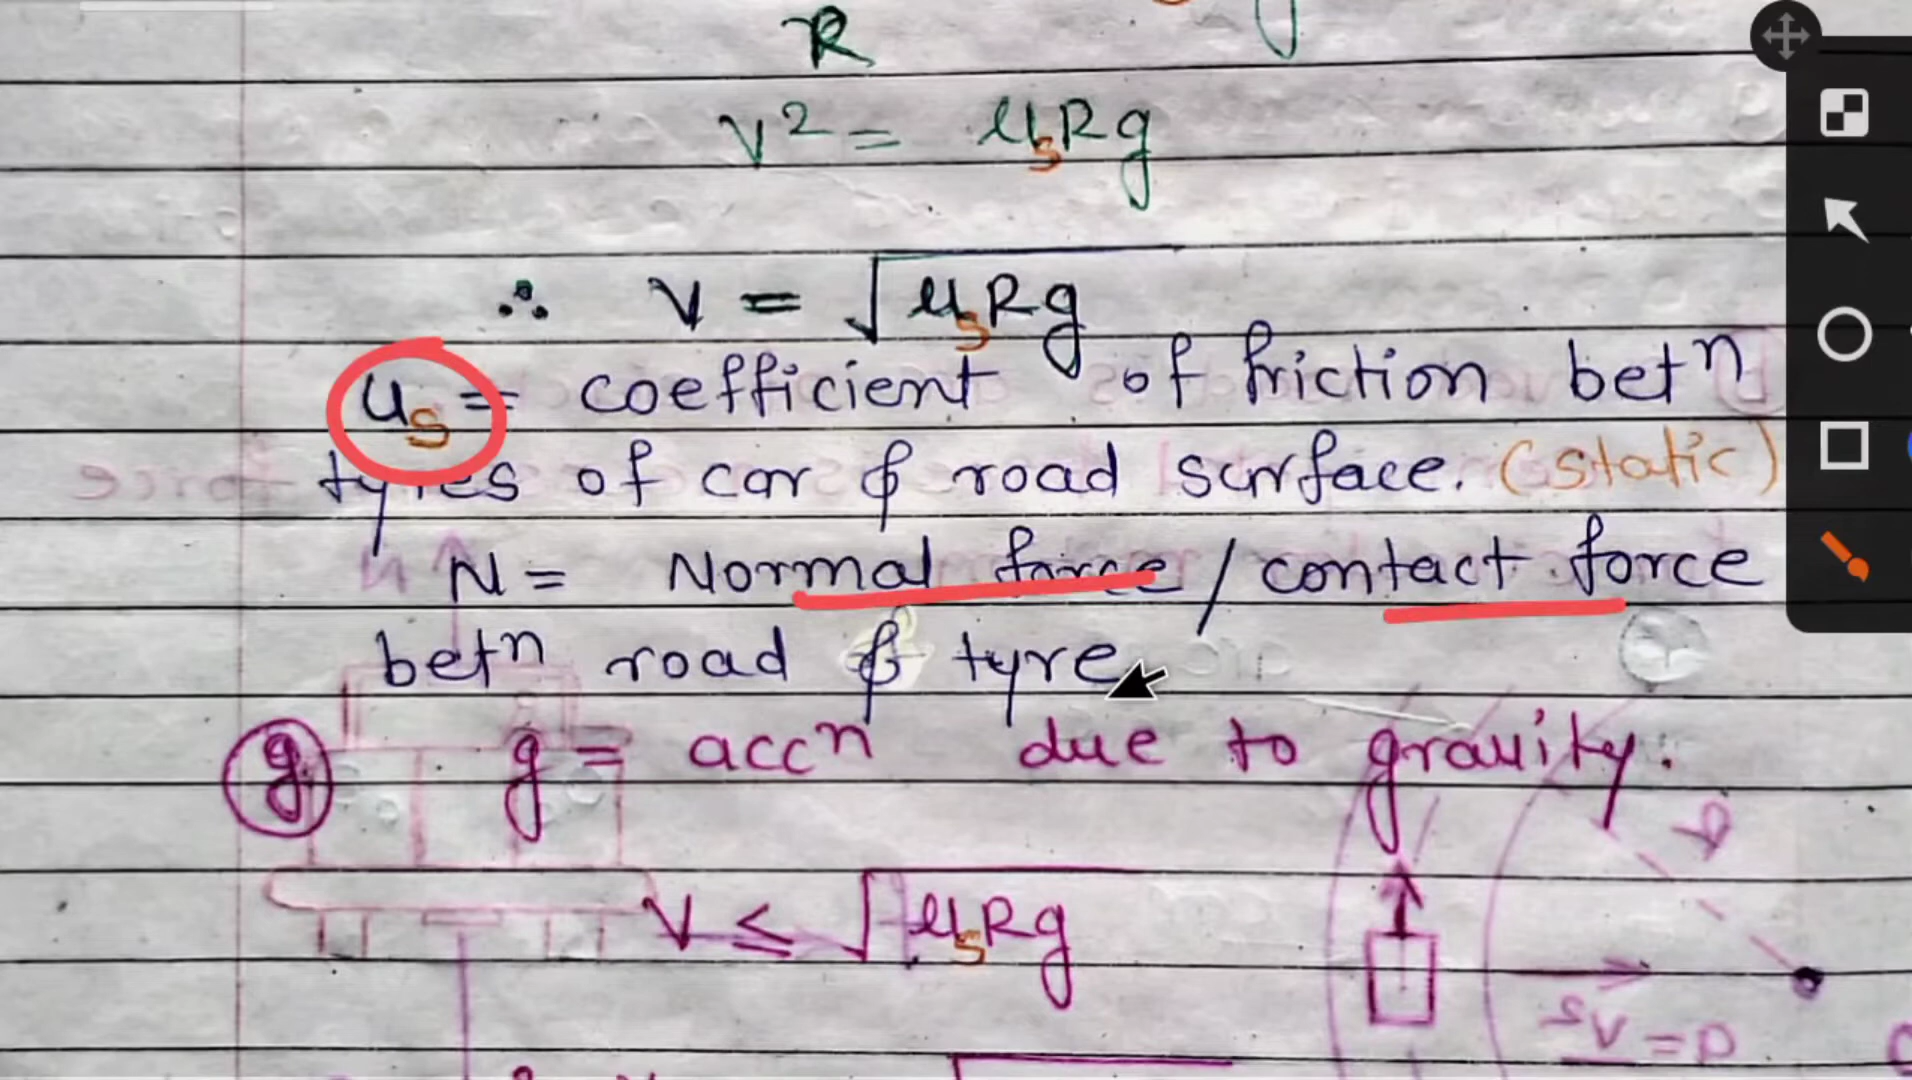 R
v² = μsRg
∴ v = √μsRg
μs = coefficient of friction betⁿ
tyres of car & road surface. (static)
N = Normal force / contact force
betⁿ road & tyre
g. g = accⁿ due to gravity.
v ≤ √μsRg